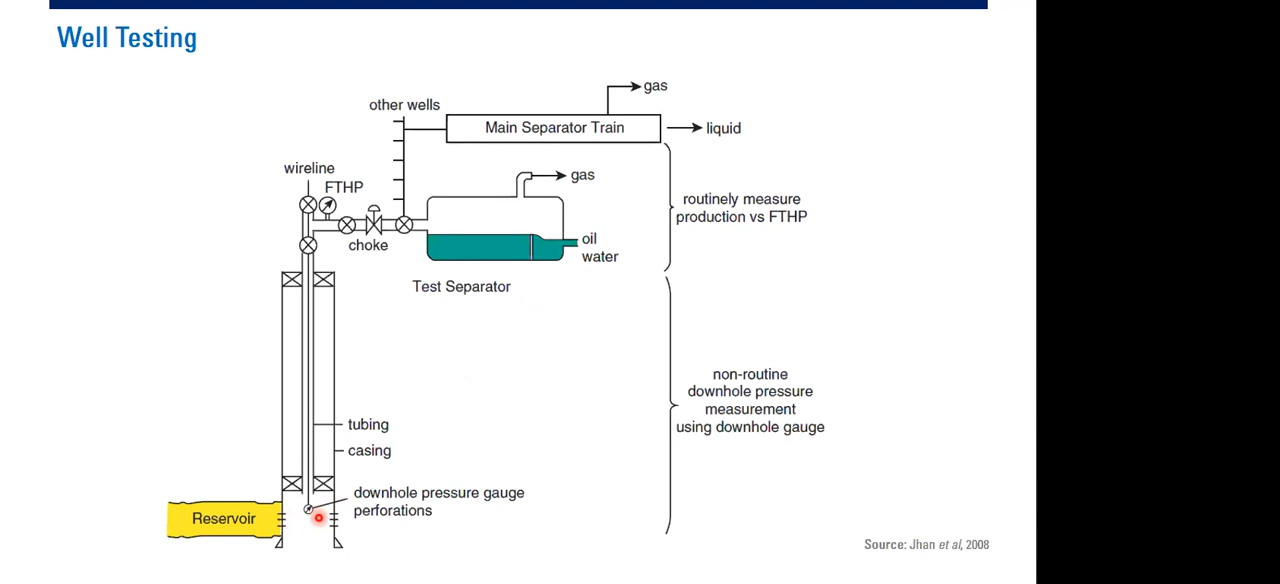 Well Testing
gas
other wells
Main Separator Train
liquid
wireline
FTHP
gas
routinely measure
production vs FTHP
choke
oil
water
Test Separator
non-routine
downhole pressure
measurement
using downhole gauge
tubing
casing
downhole pressure gauge
perforations
Reservoir
Source: Jhan et al, 2008